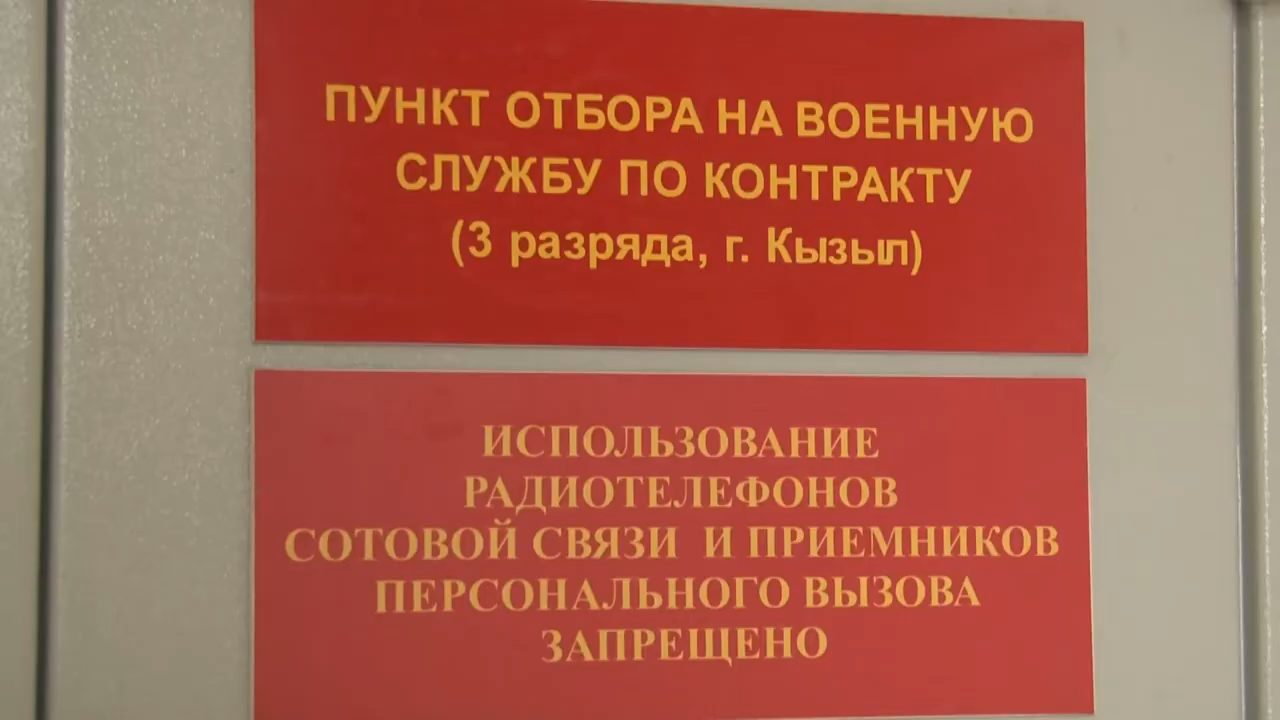 ПУНКТ ОТБОРА НА ВОЕННУЮ
СЛУЖБУ ПО КОНТРАКТУ
(3 разряда, г. Кызыл)
ИСПОЛЬЗОВАНИЕ
РАДИОТЕЛЕФОНОВ
СОТОВОЙ СВЯЗИ И ПРИЕМНИКОВ
ПЕРСОНАЛЬНОГО ВЫЗОВА
ЗАПРЕЩЕНО